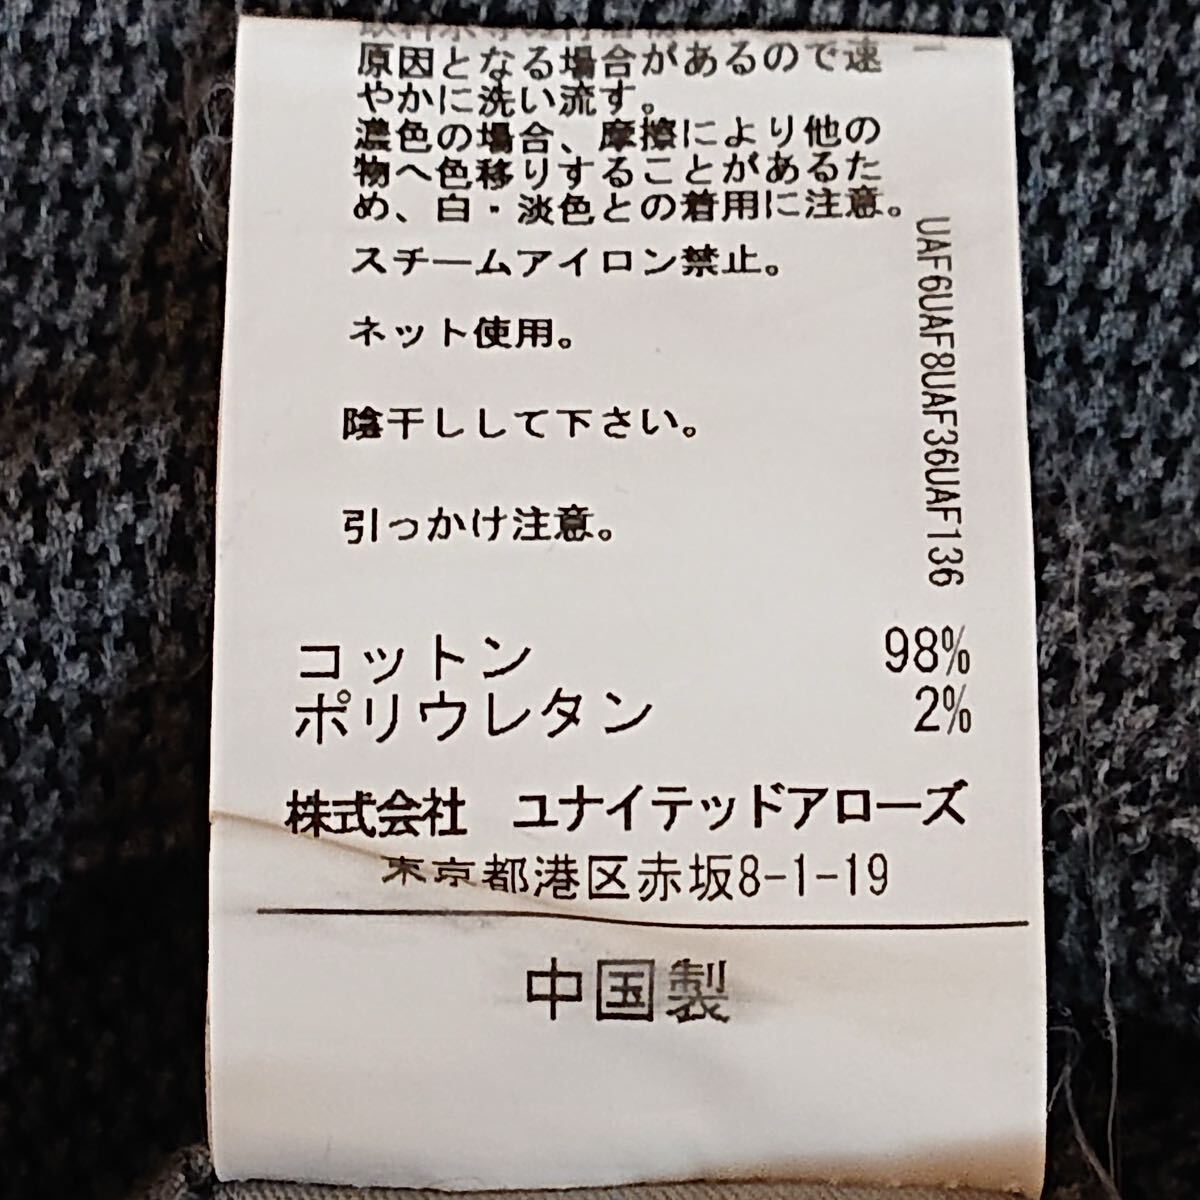 原因となる場合があるので速
やかに洗い流す。
濃色の場合、摩擦により他の
物へ色移りすることがあるた
め、白・淡色との着用に注意。
スチームアイロン禁止。
ネット使用。
陰干しして下さい。
引っかけ注意。
UAF6UAF8UAF36UAF136
コットン 98%
ポリウレタン 2%
株式会社 ユナイテッドアローズ
東京都港区赤坂8-1-19
中国製